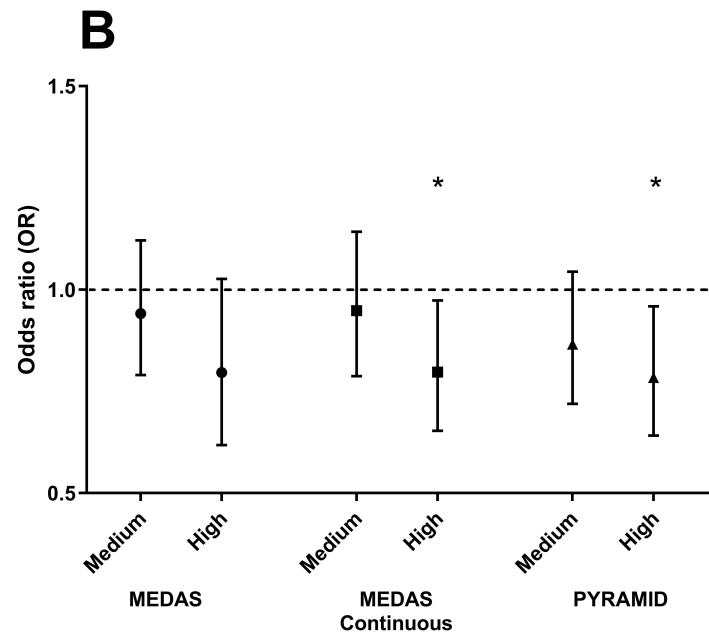 B
1.5
1.0
0.5
Odds ratio (OR)
* *
Medium High Medium High Medium High
MEDAS MEDAS PYRAMID
Continuous